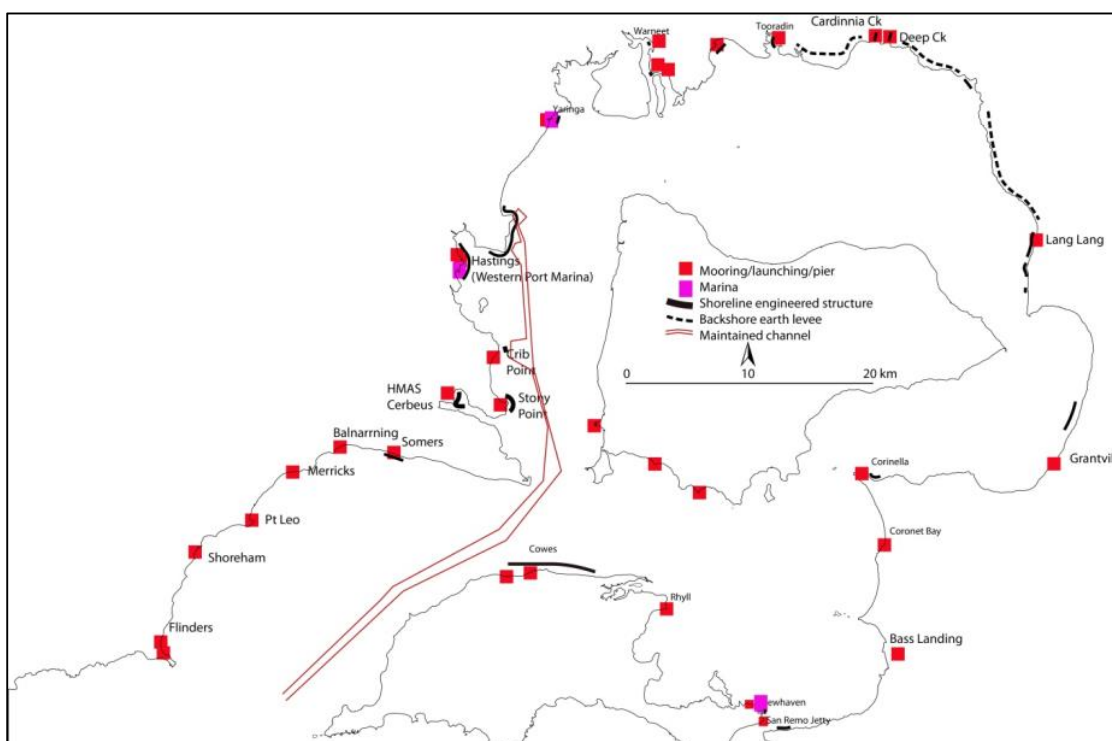 Cardinnia Ck
Tooradin
Deep Ck
Warneet
Yaringa
Lang Lang
Hastings
(Western Port Marina)
Mooring/launching/pier
Marina
Shoreline engineered structure
Backshore earth levee
Maintained channel
0
10
20 km
Crib
Point
HMAS
Cerbeus
Stony
Point
Balnarrning
Somers
Merricks
Corinella
Grantvil
Pt Leo
Coronet Bay
Shoreham
Cowes
Rhyll
Flinders
Bass Landing
ewhaven
San Remo Jetty